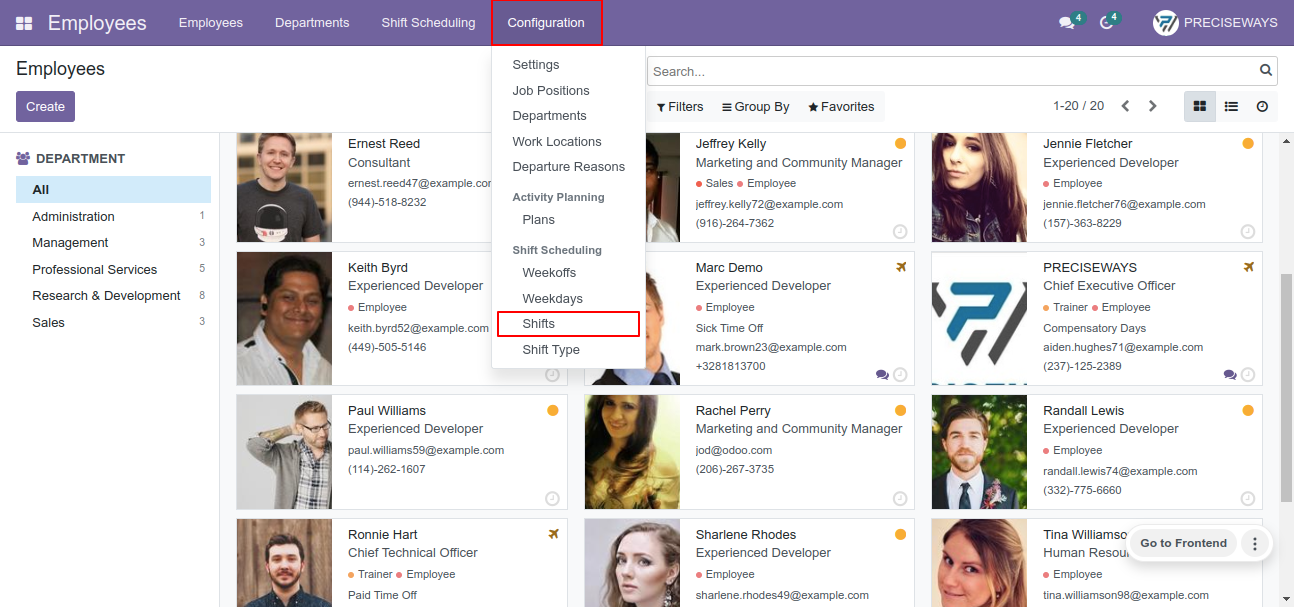 Employees Employees Departments Shift Scheduling Configuration 4 4 PRECISEWAYS
Employees
Search...
Create
Filters Group By Favorites 1-20 / 20
Settings
Job Positions
Departments
Work Locations
Departure Reasons
Activity Planning
Plans
Shift Scheduling
Weekoffs
Weekdays
Shifts
Shift Type
DEPARTMENT
All
Administration 1
Management 3
Professional Services 5
Research & Development 8
Sales 3
Ernest Reed
Consultant
ernest.reed47@example.com
(944)-518-8232
Jeffrey Kelly
Marketing and Community Manager
Sales Employee
jeffrey.kelly72@example.com
(916)-264-7362
Jennie Fletcher
Experienced Developer
Employee
jennie.fletcher76@example.com
(157)-363-8229
Keith Byrd
Experienced Developer
Employee
keith.byrd52@example.com
(449)-505-5146
Marc Demo
Experienced Developer
Employee
Sick Time Off
mark.brown23@example.com
+3281813700
PRECISEWAYS
Chief Executive Officer
Trainer Employee
Compensatory Days
aiden.hughes71@example.com
(237)-125-2389
Paul Williams
Experienced Developer
paul.williams59@example.com
(114)-262-1607
Rachel Perry
Marketing and Community Manager
jod@odoo.com
(206)-267-3735
Randall Lewis
Experienced Developer
Employee
randall.lewis74@example.com
(332)-775-6660
Ronnie Hart
Chief Technical Officer
Trainer Employee
Paid Time Off
Sharlene Rhodes
Experienced Developer
Employee
sharlene.rhodes49@example.com
Tina Williamso
Human Resou
Employee
tina.williamson98@example.com
Go to Frontend